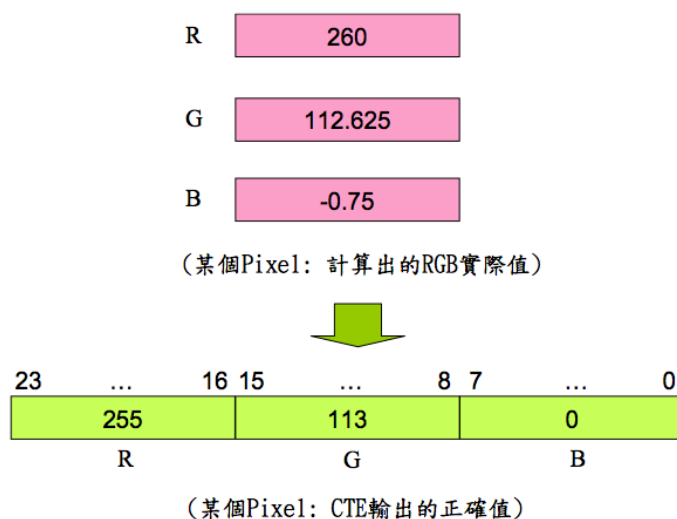 R 260
G 112.625
B -0.75
(某個Pixel: 計算出的RGB實際值)
23 … 16 15 … 8 7 … 0
255 113 0
R G B
(某個Pixel: CTE輸出的正確值)